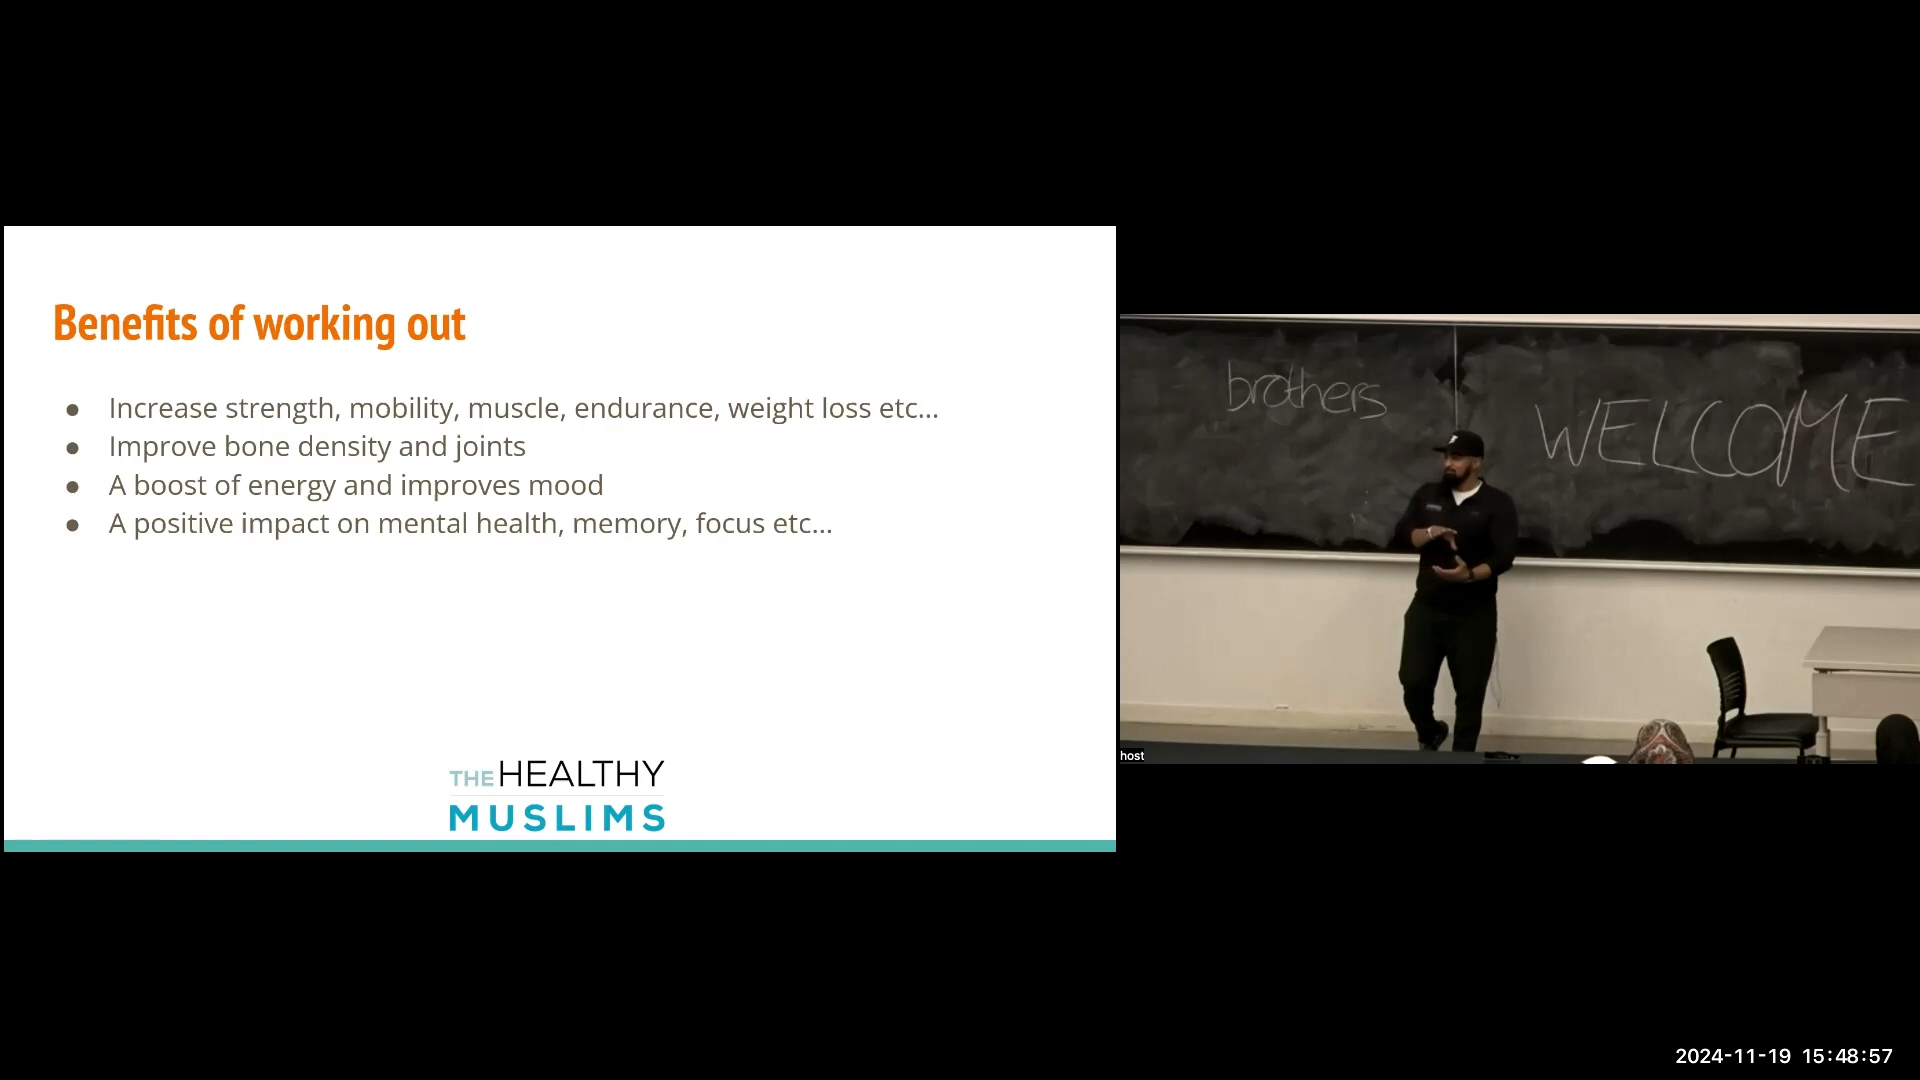 Benefits of working out
● Increase strength, mobility, muscle, endurance, weight loss etc...
● Improve bone density and joints
● A boost of energy and improves mood
● A positive impact on mental health, memory, focus etc...
THE HEALTHY
MUSLIMS
brothers
WELCOME
host
2024-11-19 15:48:57